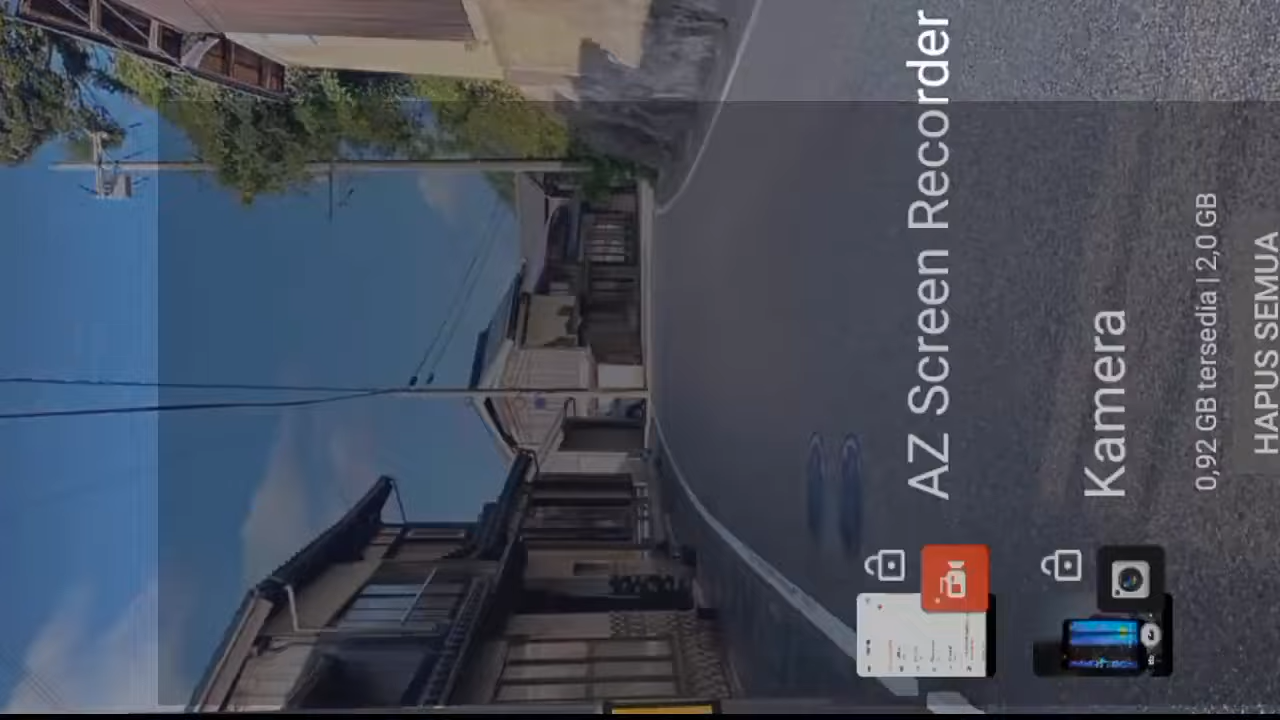 AZ Screen Recorder
Kamera
0,92 GB tersedia | 2,0 GB
HAPUS SEMUA